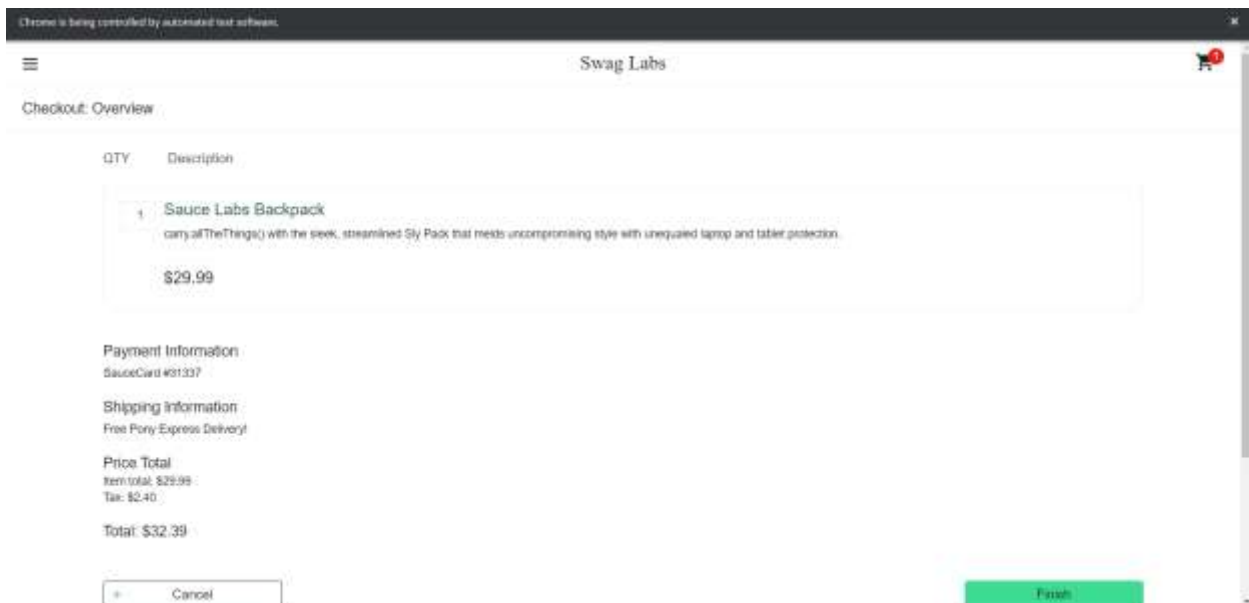 Chrome is being controlled by automated test software.
Swag Labs
1
Checkout: Overview
QTY Description
1
Sauce Labs Backpack
carry.allTheThings() with the sleek, streamlined Sly Pack that melds uncompromising style with unequaled laptop and tablet protection.
$29.99
Payment Information
SauceCard #31337
Shipping Information
Free Pony Express Delivery!
Price Total
Item total: $29.99
Tax: $2.40
Total: $32.39
Cancel
Finish